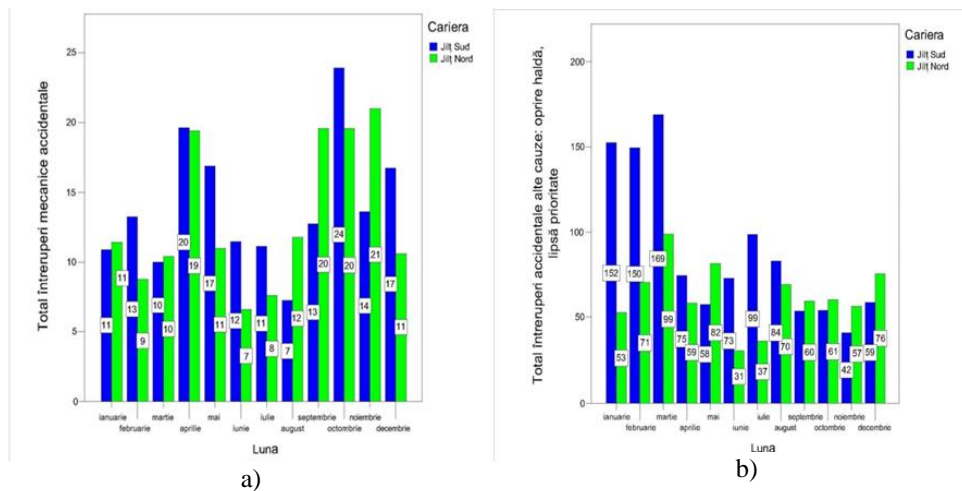 Cariera
Jilț Sud
Jilț Nord
Total întreruperi mecanice accidentale
25
20
15
10
5
0
11
11
13
9
10
10
20
19
17
11
12
7
11
8
7
12
13
20
24
20
14
21
17
11
ianuarie
februarie
martie
aprilie
mai
iunie
iulie
august
septembrie
octombrie
noiembrie
decembrie
Luna
a)
Cariera
Jilț Sud
Jilț Nord
Total întreruperi accidentale alte cauze: oprire haldă,
lipsă prioritate
200
150
100
50
0
152
53
150
71
169
99
75
59
58
82
73
31
99
37
84
70
60
61
42
57
59
76
ianuarie
februarie
martie
aprilie
mai
iunie
iulie
august
septembrie
octombrie
noiembrie
decembrie
Luna
b)